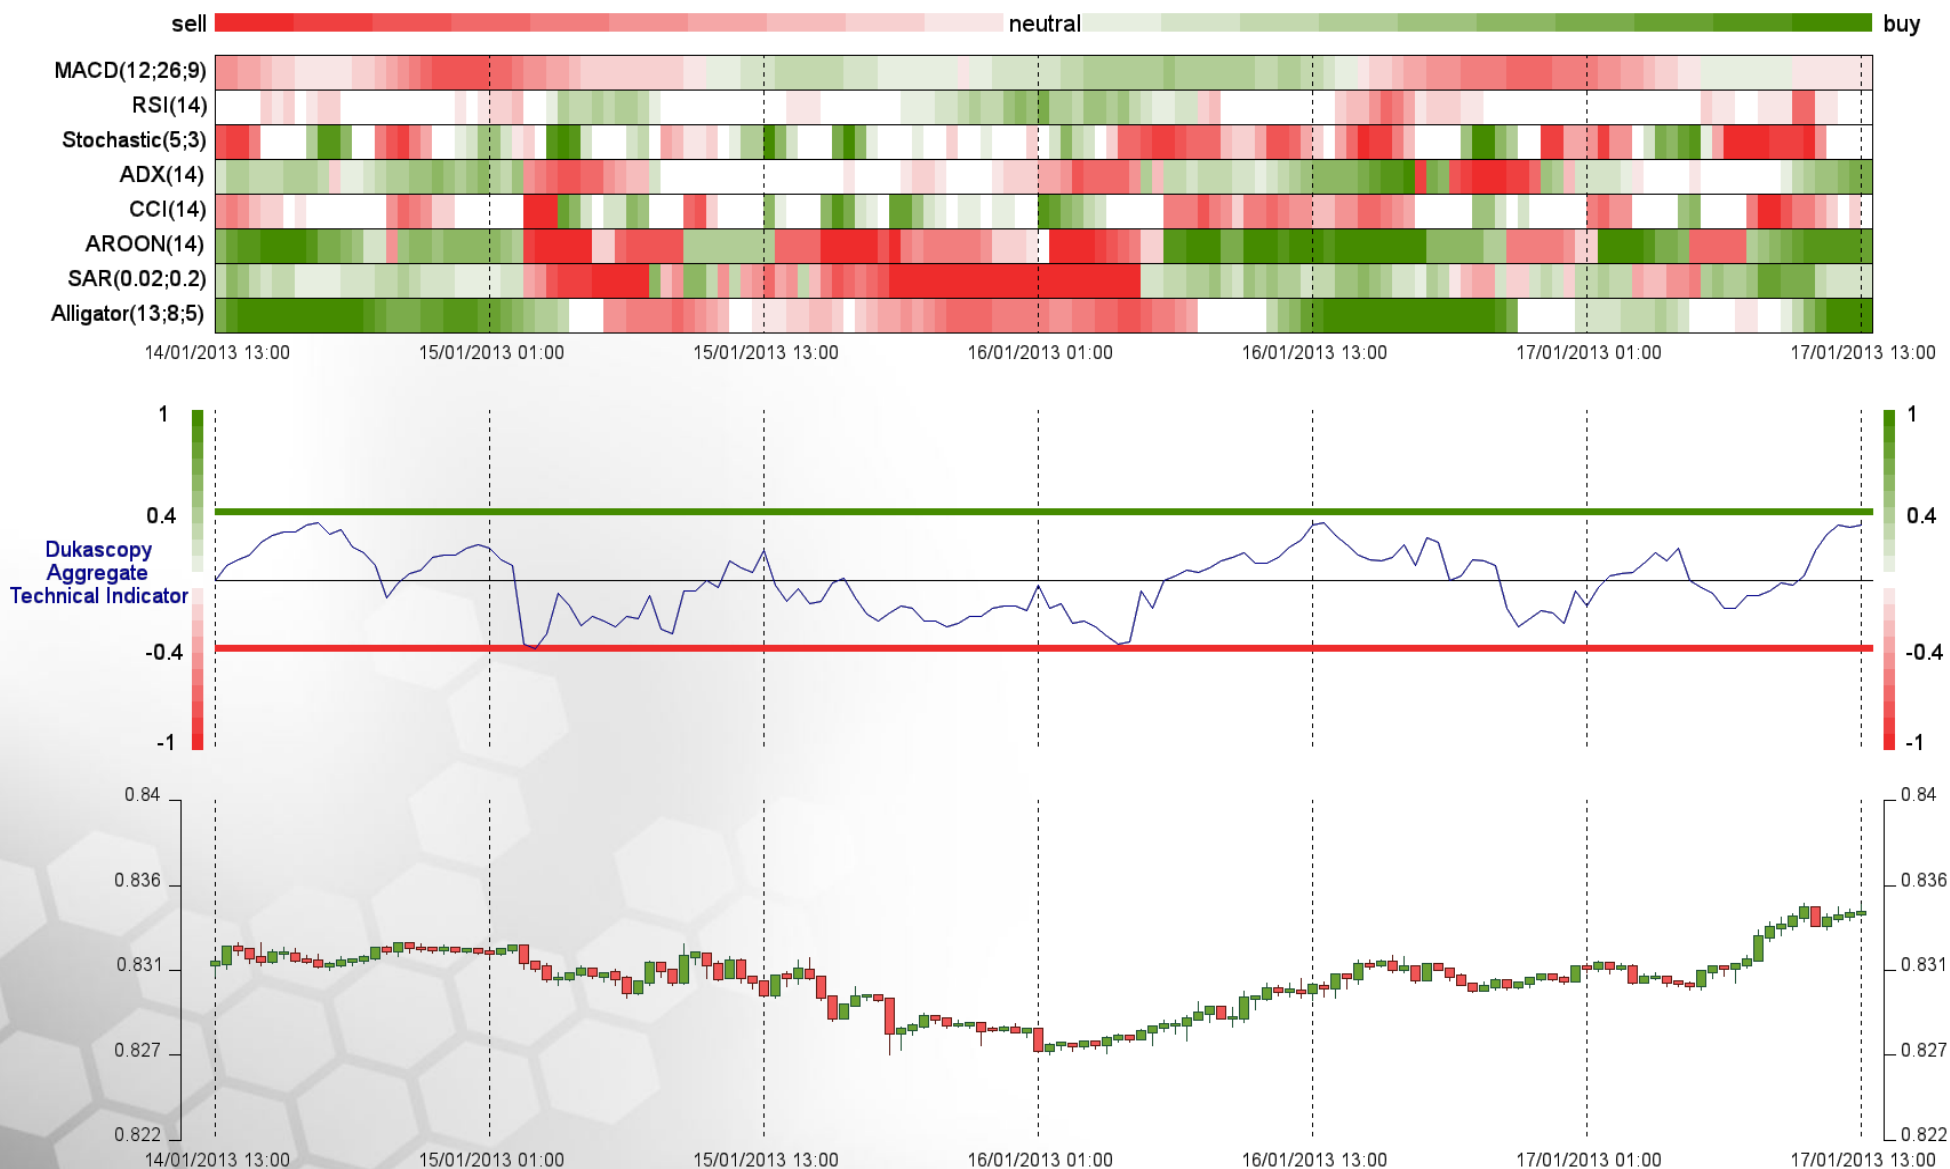 sell neutral buy
MACD(12;26;9)
RSI(14)
Stochastic(5;3)
ADX(14)
CCI(14)
AROON(14)
SAR(0.02;0.2)
Alligator(13;8;5)
14/01/2013 13:00 15/01/2013 01:00 15/01/2013 13:00 16/01/2013 01:00 16/01/2013 13:00 17/01/2013 01:00 17/01/2013 13:00
1 1
0.4 0.4
Dukascopy
Aggregate
Technical Indicator
-0.4 -0.4
-1 -1
0.84 0.84
0.836 0.836
0.831 0.831
0.827 0.827
0.822 0.822
14/01/2013 13:00 15/01/2013 01:00 15/01/2013 13:00 16/01/2013 01:00 16/01/2013 13:00 17/01/2013 01:00 17/01/2013 13:00